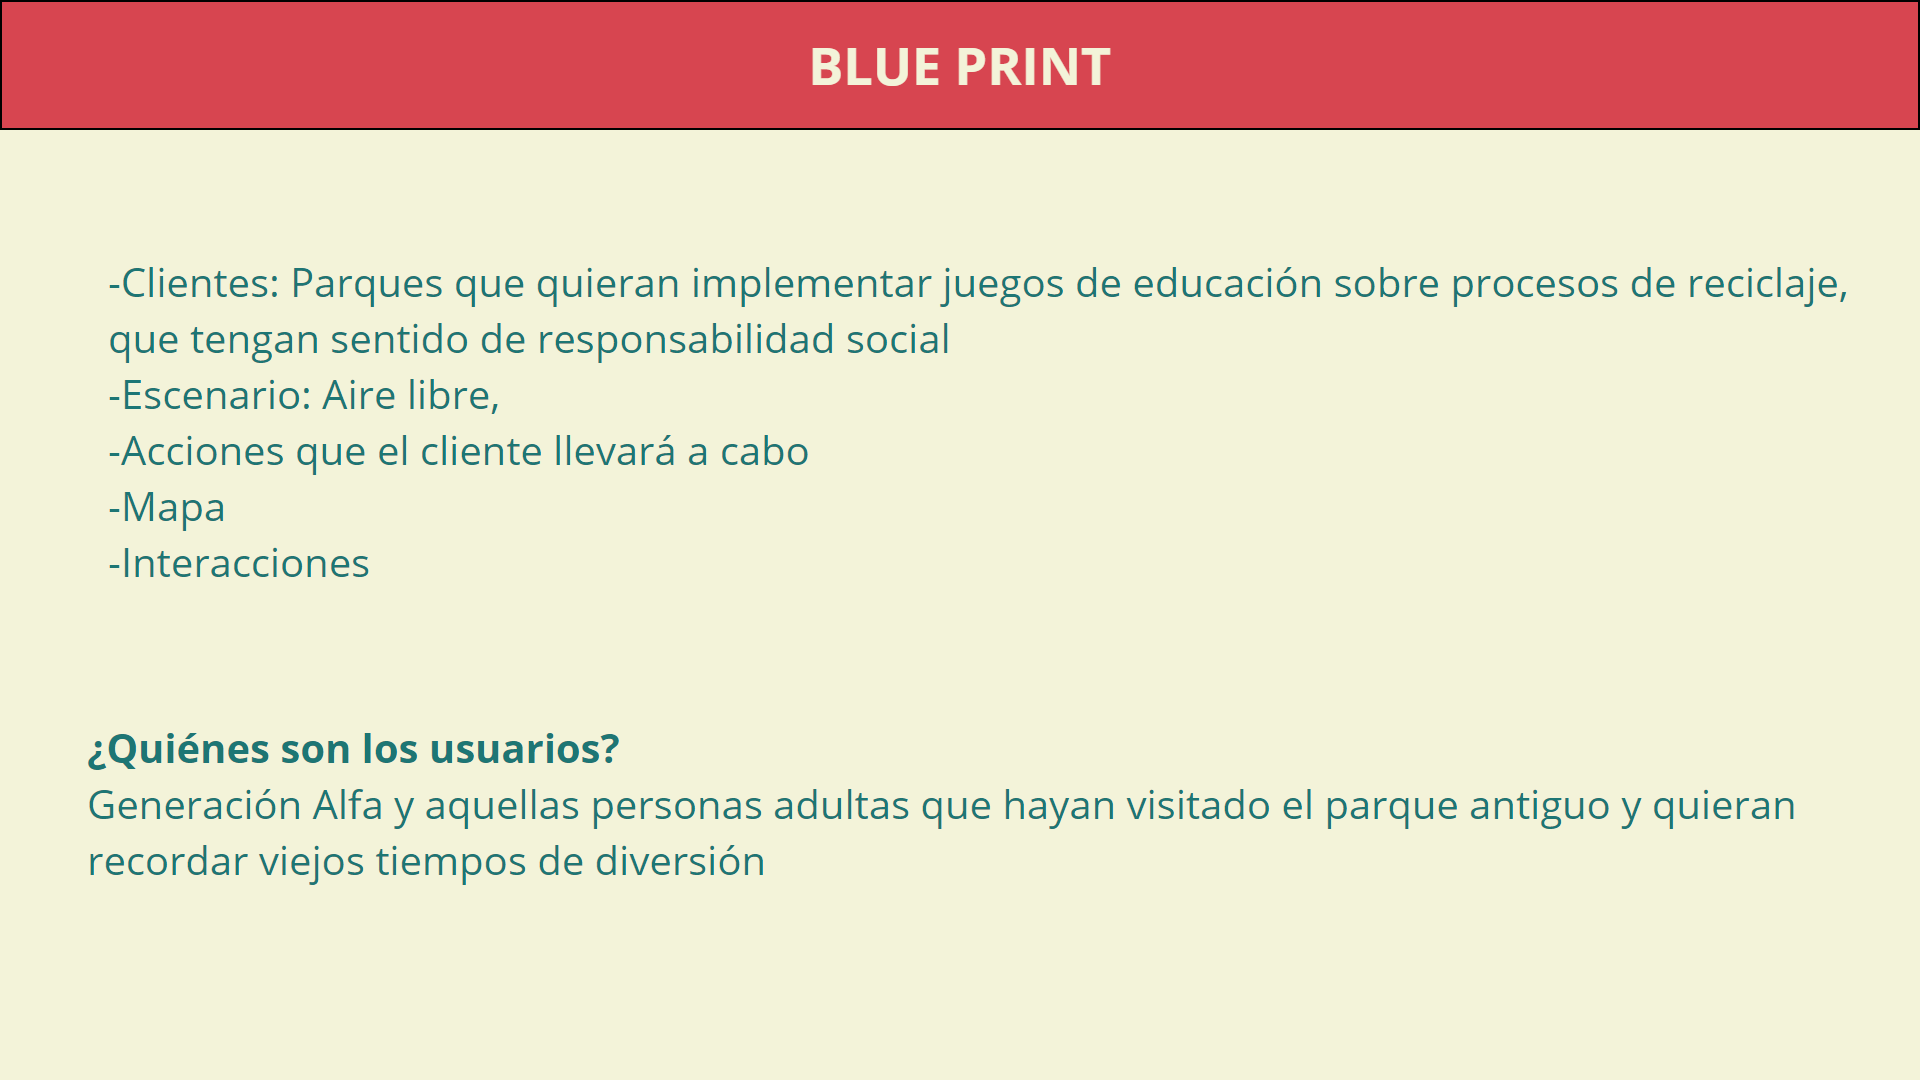 BLUE PRINT
-Clientes: Parques que quieran implementar juegos de educación sobre procesos de reciclaje,
que tengan sentido de responsabilidad social
-Escenario: Aire libre,
-Acciones que el cliente llevará a cabo
-Mapa
-Interacciones
¿Quiénes son los usuarios?
Generación Alfa y aquellas personas adultas que hayan visitado el parque antiguo y quieran
recordar viejos tiempos de diversión